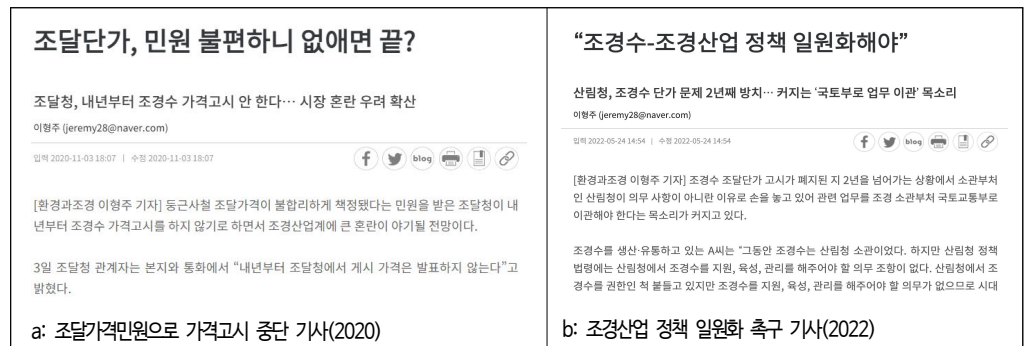 조달단가, 민원 불편하니 없애면 끝?
조달청, 내년부터 조경수 가격고시 안 한다… 시장 혼란 우려 확산
이형주 (jeremy28@naver.com)
입력 2020-11-03 18:07 | 수정 2020-11-03 18:07
blog
[환경과조경 이형주 기자] 둥근사철 조달가격이 불합리하게 책정됐다는 민원을 받은 조달청이 내
년부터 조경수 가격고시를 하지 않기로 하면서 조경산업계에 큰 혼란이 야기될 전망이다.
3일 조달청 관계자는 본지와 통화에서 “내년부터 조달청에서 게시 가격은 발표하지 않는다”고
밝혔다.
a: 조달가격민원으로 가격고시 중단 기사(2020)
“조경수-조경산업 정책 일원화해야”
산림청, 조경수 단가 문제 2년째 방치… 커지는 ‘국토부로 업무 이관’ 목소리
이형주 (jeremy28@naver.com)
입력 2022-05-24 14:54 | 수정 2022-05-24 14:54
blog
[환경과조경 이형주 기자] 조경수 조달단가 고시가 폐지된 지 2년을 넘어가는 상황에서 소관부처
인 산림청이 의무 사항이 아니란 이유로 손을 놓고 있어 관련 업무를 조경 소관부처 국토교통부로
이관해야 한다는 목소리가 커지고 있다.
조경수를 생산·유통하고 있는 A씨는 “그동안 조경수는 산림청 소관이었다. 하지만 산림청 정책
법령에는 산림청에서 조경수를 지원, 육성, 관리를 해주어야 할 의무 조항이 없다. 산림청에서 조
경수를 권한인 척 붙들고 있지만 조경수를 지원, 육성, 관리를 해주어야 할 의무가 없으므로 시대
b: 조경산업 정책 일원화 촉구 기사(2022)